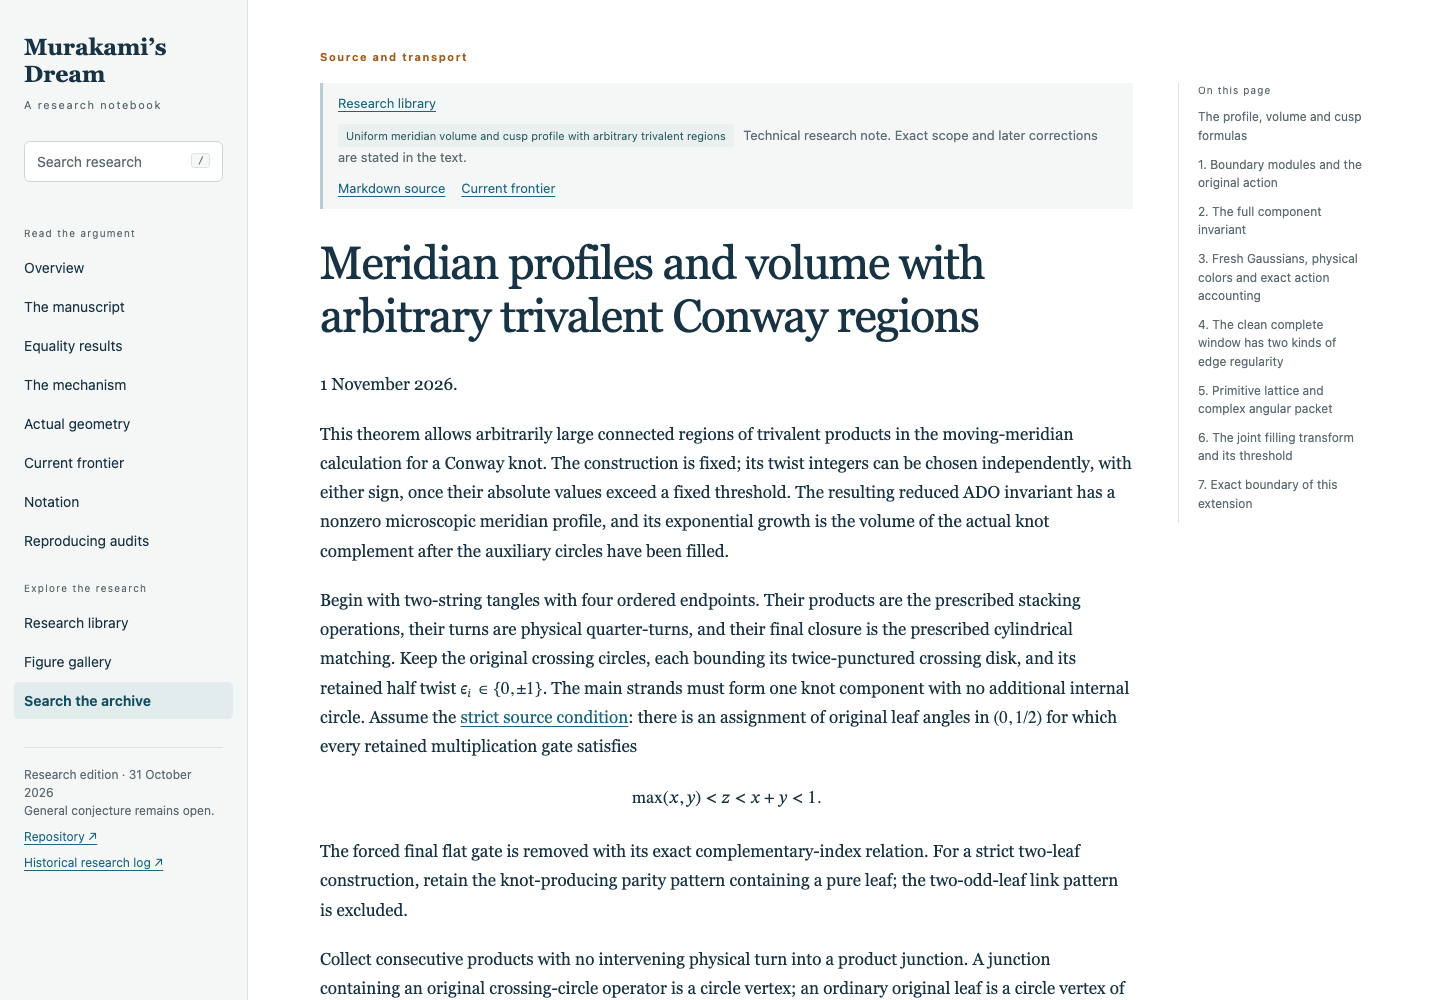 Murakami’s
Dream
A research notebook
Search research /
Read the argument
Overview
The manuscript
Equality results
The mechanism
Actual geometry
Current frontier
Notation
Reproducing audits
Explore the research
Research library
Figure gallery
Search the archive
Research edition · 31 October
2026
General conjecture remains open.
Repository ↗
Historical research log ↗
Source and transport
Research library
Uniform meridian volume and cusp profile with arbitrary trivalent regions Technical research note. Exact scope and later corrections
are stated in the text.
Markdown source Current frontier
Meridian profiles and volume with
arbitrary trivalent Conway regions
1 November 2026.
This theorem allows arbitrarily large connected regions of trivalent products in the moving-meridian
calculation for a Conway knot. The construction is fixed; its twist integers can be chosen independently, with
either sign, once their absolute values exceed a fixed threshold. The resulting reduced ADO invariant has a
nonzero microscopic meridian profile, and its exponential growth is the volume of the actual knot
complement after the auxiliary circles have been filled.
Begin with two-string tangles with four ordered endpoints. Their products are the prescribed stacking
operations, their turns are physical quarter-turns, and their final closure is the prescribed cylindrical
matching. Keep the original crossing circles, each bounding its twice-punctured crossing disk, and its
retained half twist ϵᵢ ∈ {0, ±1}. The main strands must form one knot component with no additional internal
circle. Assume the strict source condition: there is an assignment of original leaf angles in (0, 1/2) for which
every retained multiplication gate satisfies
max(x, y) < z < x + y < 1.
The forced final flat gate is removed with its exact complementary-index relation. For a strict two-leaf
construction, retain the knot-producing parity pattern containing a pure leaf; the two-odd-leaf link pattern
is excluded.
Collect consecutive products with no intervening physical turn into a product junction. A junction
containing an original crossing-circle operator is a circle vertex; an ordinary original leaf is a circle vertex of
On this page
The profile, volume and cusp
formulas
1. Boundary modules and the
original action
2. The full component
invariant
3. Fresh Gaussians, physical
colors and exact action
accounting
4. The clean complete
window has two kinds of
edge regularity
5. Primitive lattice and
complex angular packet
6. The joint filling transform
and its threshold
7. Exact boundary of this
extension